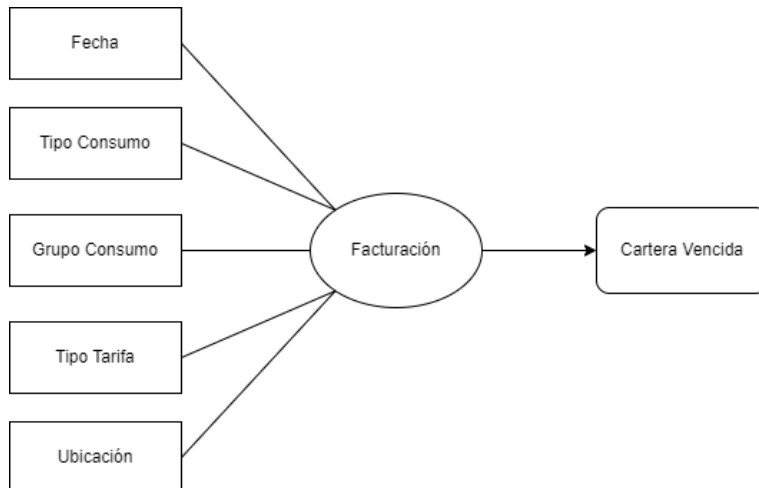 Fecha
Tipo Consumo
Grupo Consumo
Tipo Tarifa
Ubicación
Facturación
Cartera Vencida